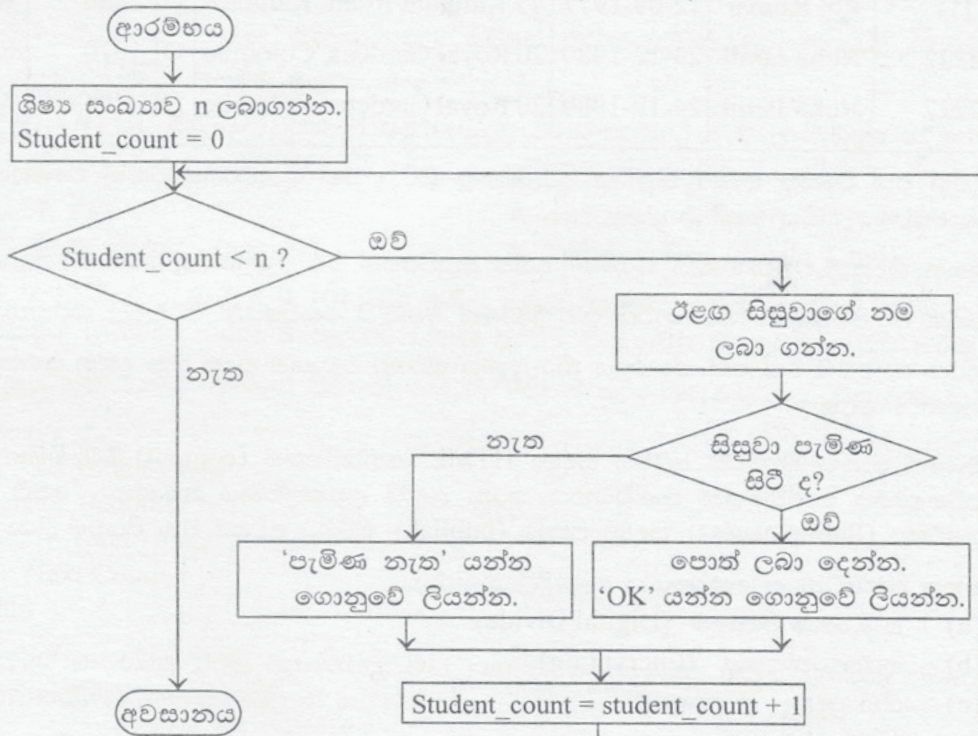 ආරම්භය
ශිෂ්‍ය සංඛ්‍යාව n ලබාගන්න.
Student_count = 0
Student_count < n ?
ඔව්
නැත
ඊළඟ සිසුවාගේ නම
ලබා ගන්න.
සිසුවා පැමිණ
සිටී ද?
නැත
ඔව්
'පැමිණ නැත' යන්න
ගොනුවේ ලියන්න.
පොත් ලබා දෙන්න.
'OK' යන්න ගොනුවේ ලියන්න.
Student_count = student_count + 1
අවසානය